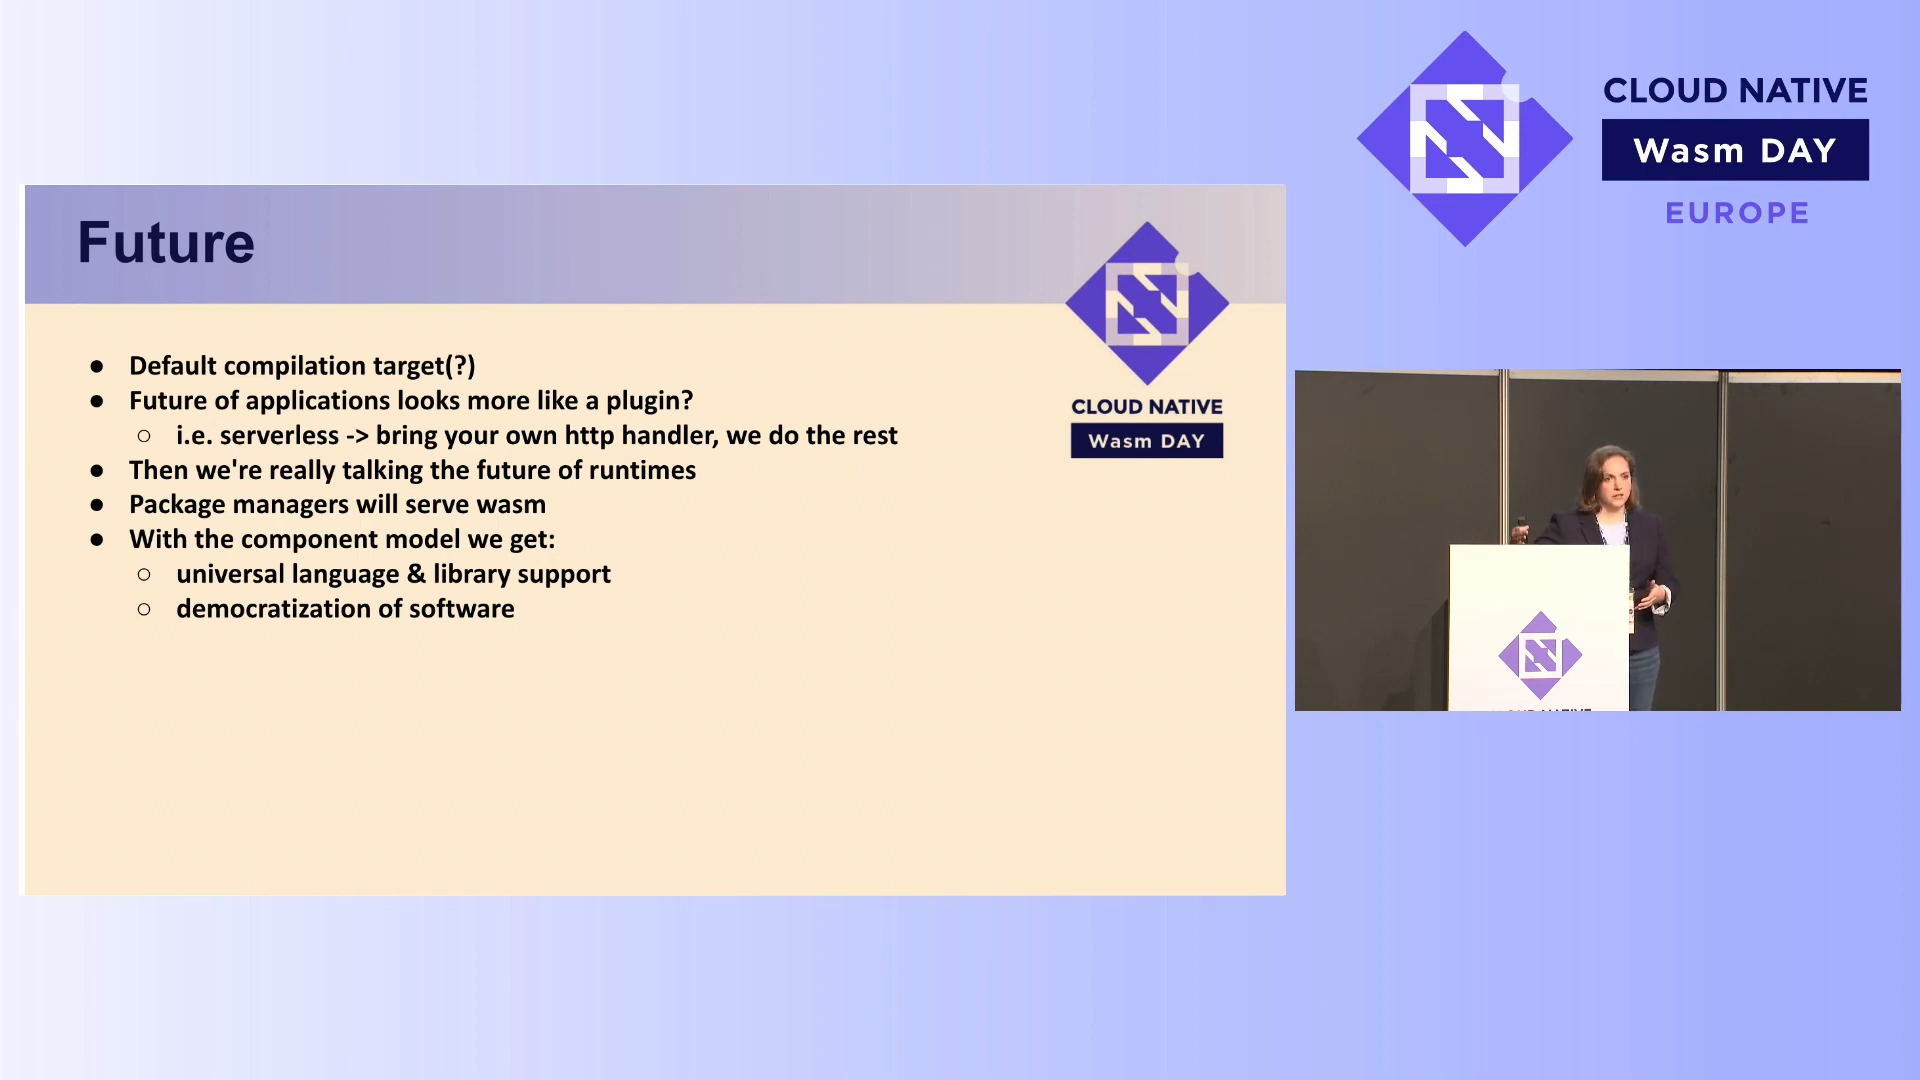 CLOUD NATIVE
Wasm DAY
EUROPE
Future
CLOUD NATIVE
Wasm DAY
● Default compilation target(?)
● Future of applications looks more like a plugin?
○ i.e. serverless -> bring your own http handler, we do the rest
● Then we're really talking the future of runtimes
● Package managers will serve wasm
● With the component model we get:
○ universal language & library support
○ democratization of software